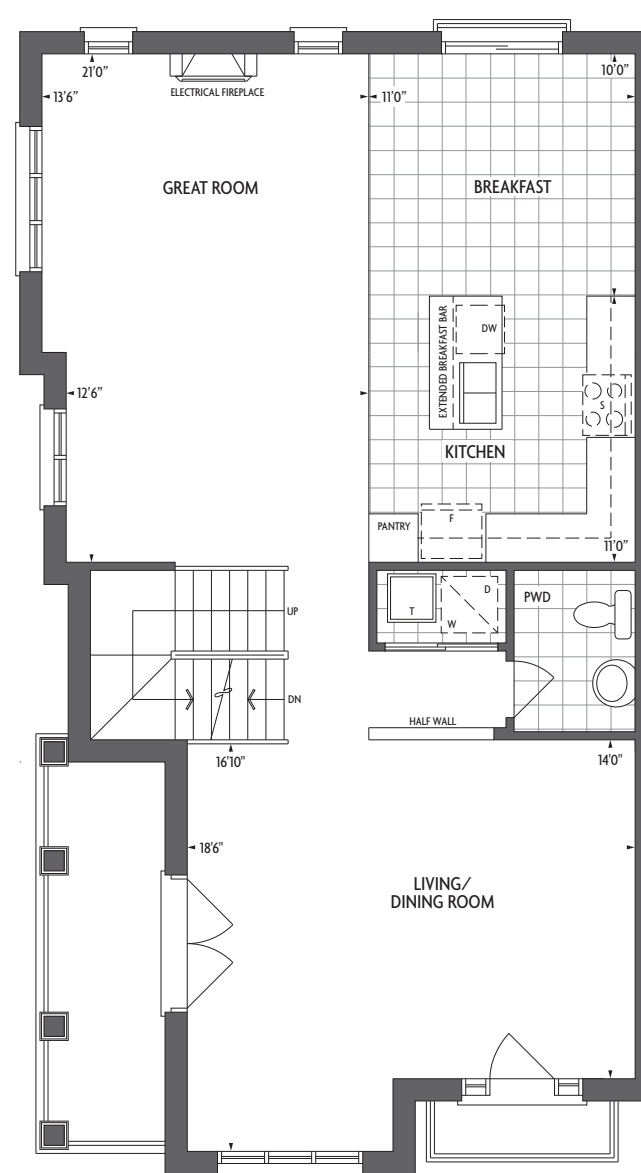 21'0"
10'0"
13'6"
11'0"
ELECTRICAL FIREPLACE
GREAT ROOM
BREAKFAST
EXTENDED BREAKFAST BAR
DW
12'6"
S
KITCHEN
PANTRY
F
11'0"
UP
T
D
W
PWD
DN
HALF WALL
16'10"
14'0"
18'6"
LIVING/
DINING ROOM